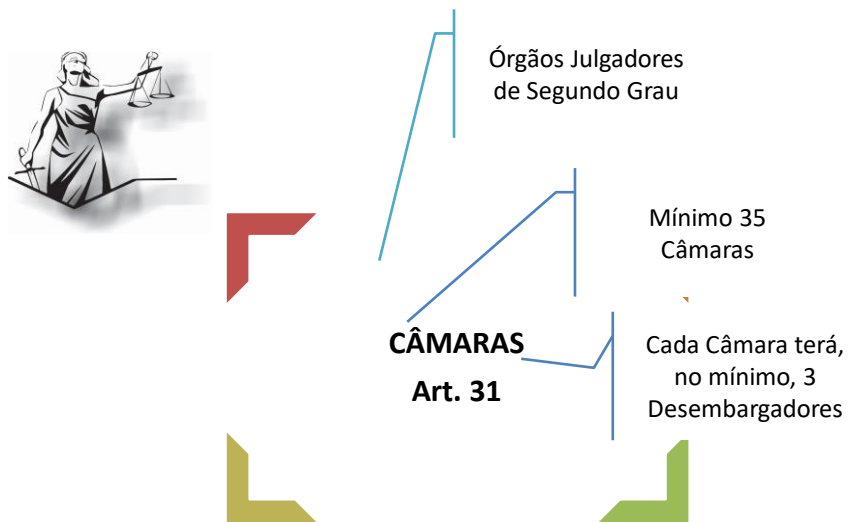 Órgãos Julgadores
de Segundo Grau
Mínimo 35
Câmaras
CÂMARAS
Art. 31
Cada Câmara terá,
no mínimo, 3
Desembargadores